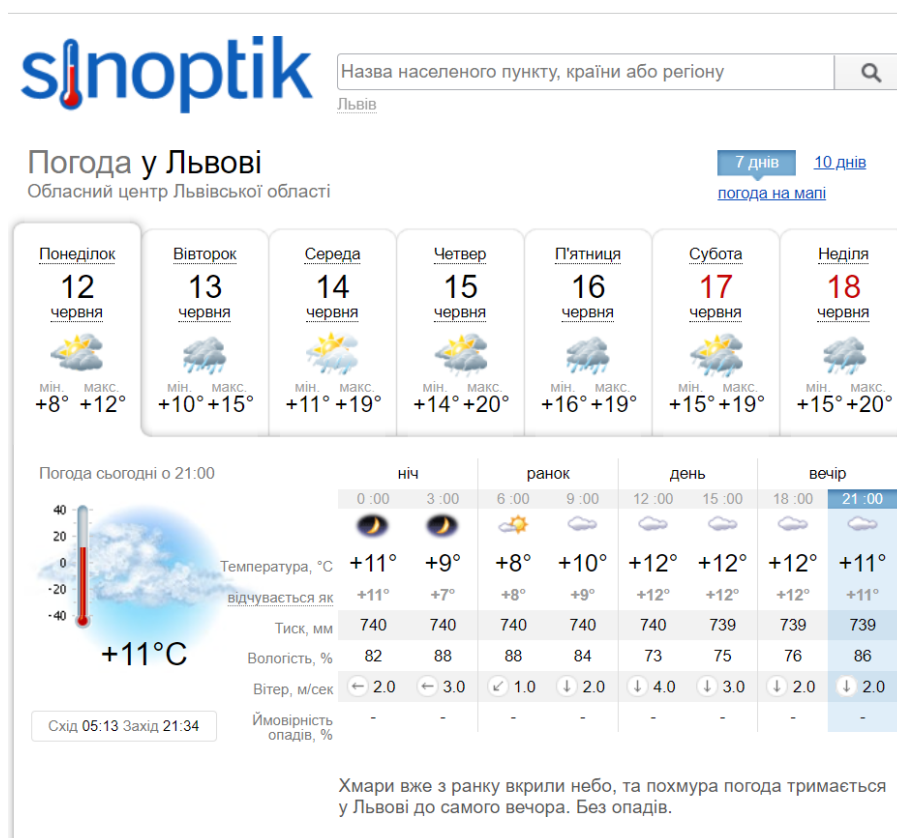 sinoptik
Назва населеного пункту, країни або регіону
Львів
Погода у Львові
Обласний центр Львівської області
7 днів 10 днів
погода на мапі
Понеділок Вівторок Середа Четвер П'ятниця Субота Неділя
12 13 14 15 16 17 18
червня червня червня червня червня червня червня
мін. макс. мін. макс. мін. макс. мін. макс. мін. макс. мін. макс. мін. макс.
+8° +12° +10° +15° +11° +19° +14° +20° +16° +19° +15° +19° +15° +20°
Погода сьогодні о 21:00 ніч ранок день вечір
0 :00 3 :00 6 :00 9 :00 12 :00 15 :00 18 :00 21 :00
40
20
0
-20
-40
+11°C
Температура, °C +11° +9° +8° +10° +12° +12° +12° +11°
відчувається як +11° +7° +8° +9° +12° +12° +12° +11°
Тиск, мм 740 740 740 740 740 739 739 739
Вологість, % 82 88 88 84 73 75 76 86
Вітер, м/сек 2.0 3.0 1.0 2.0 4.0 3.0 2.0 2.0
Схід 05:13 Захід 21:34
Ймовірність
опадів, % - - - - - - - -
Хмари вже з ранку вкрили небо, та похмура погода тримається
у Львові до самого вечора. Без опадів.